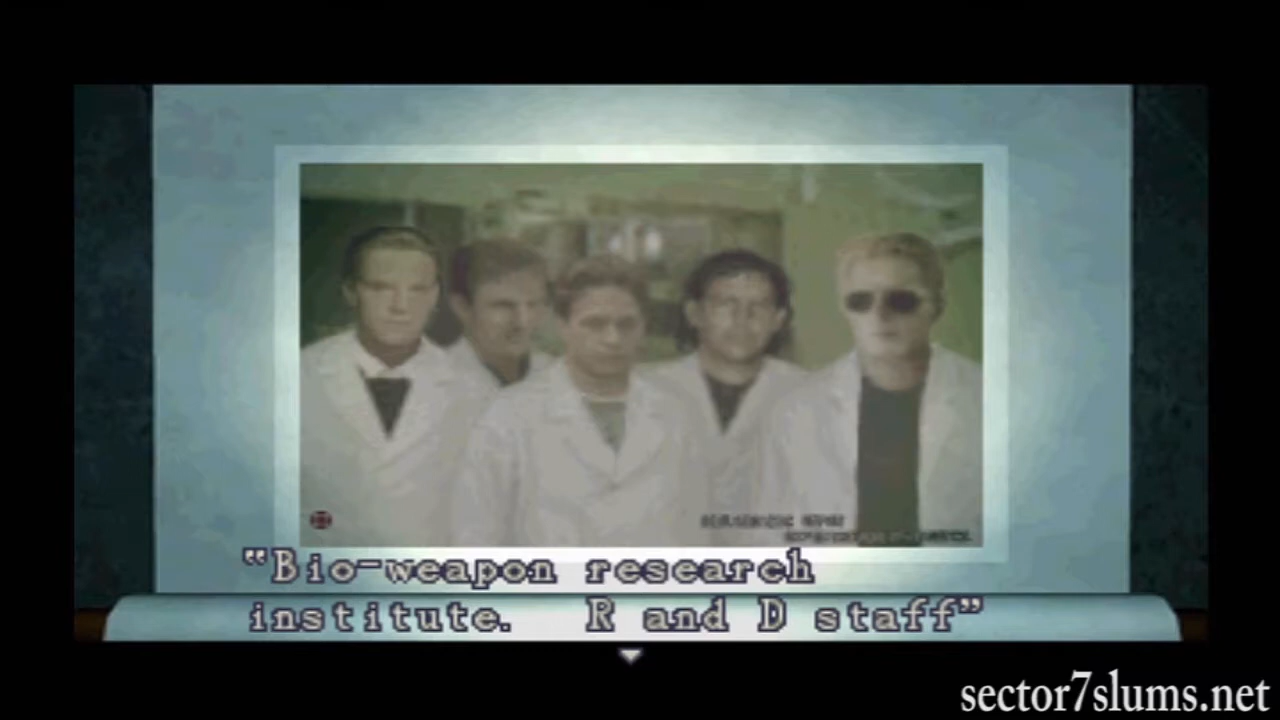 "Bio-weapon research
institute. R and D staff"
sector7slums.net